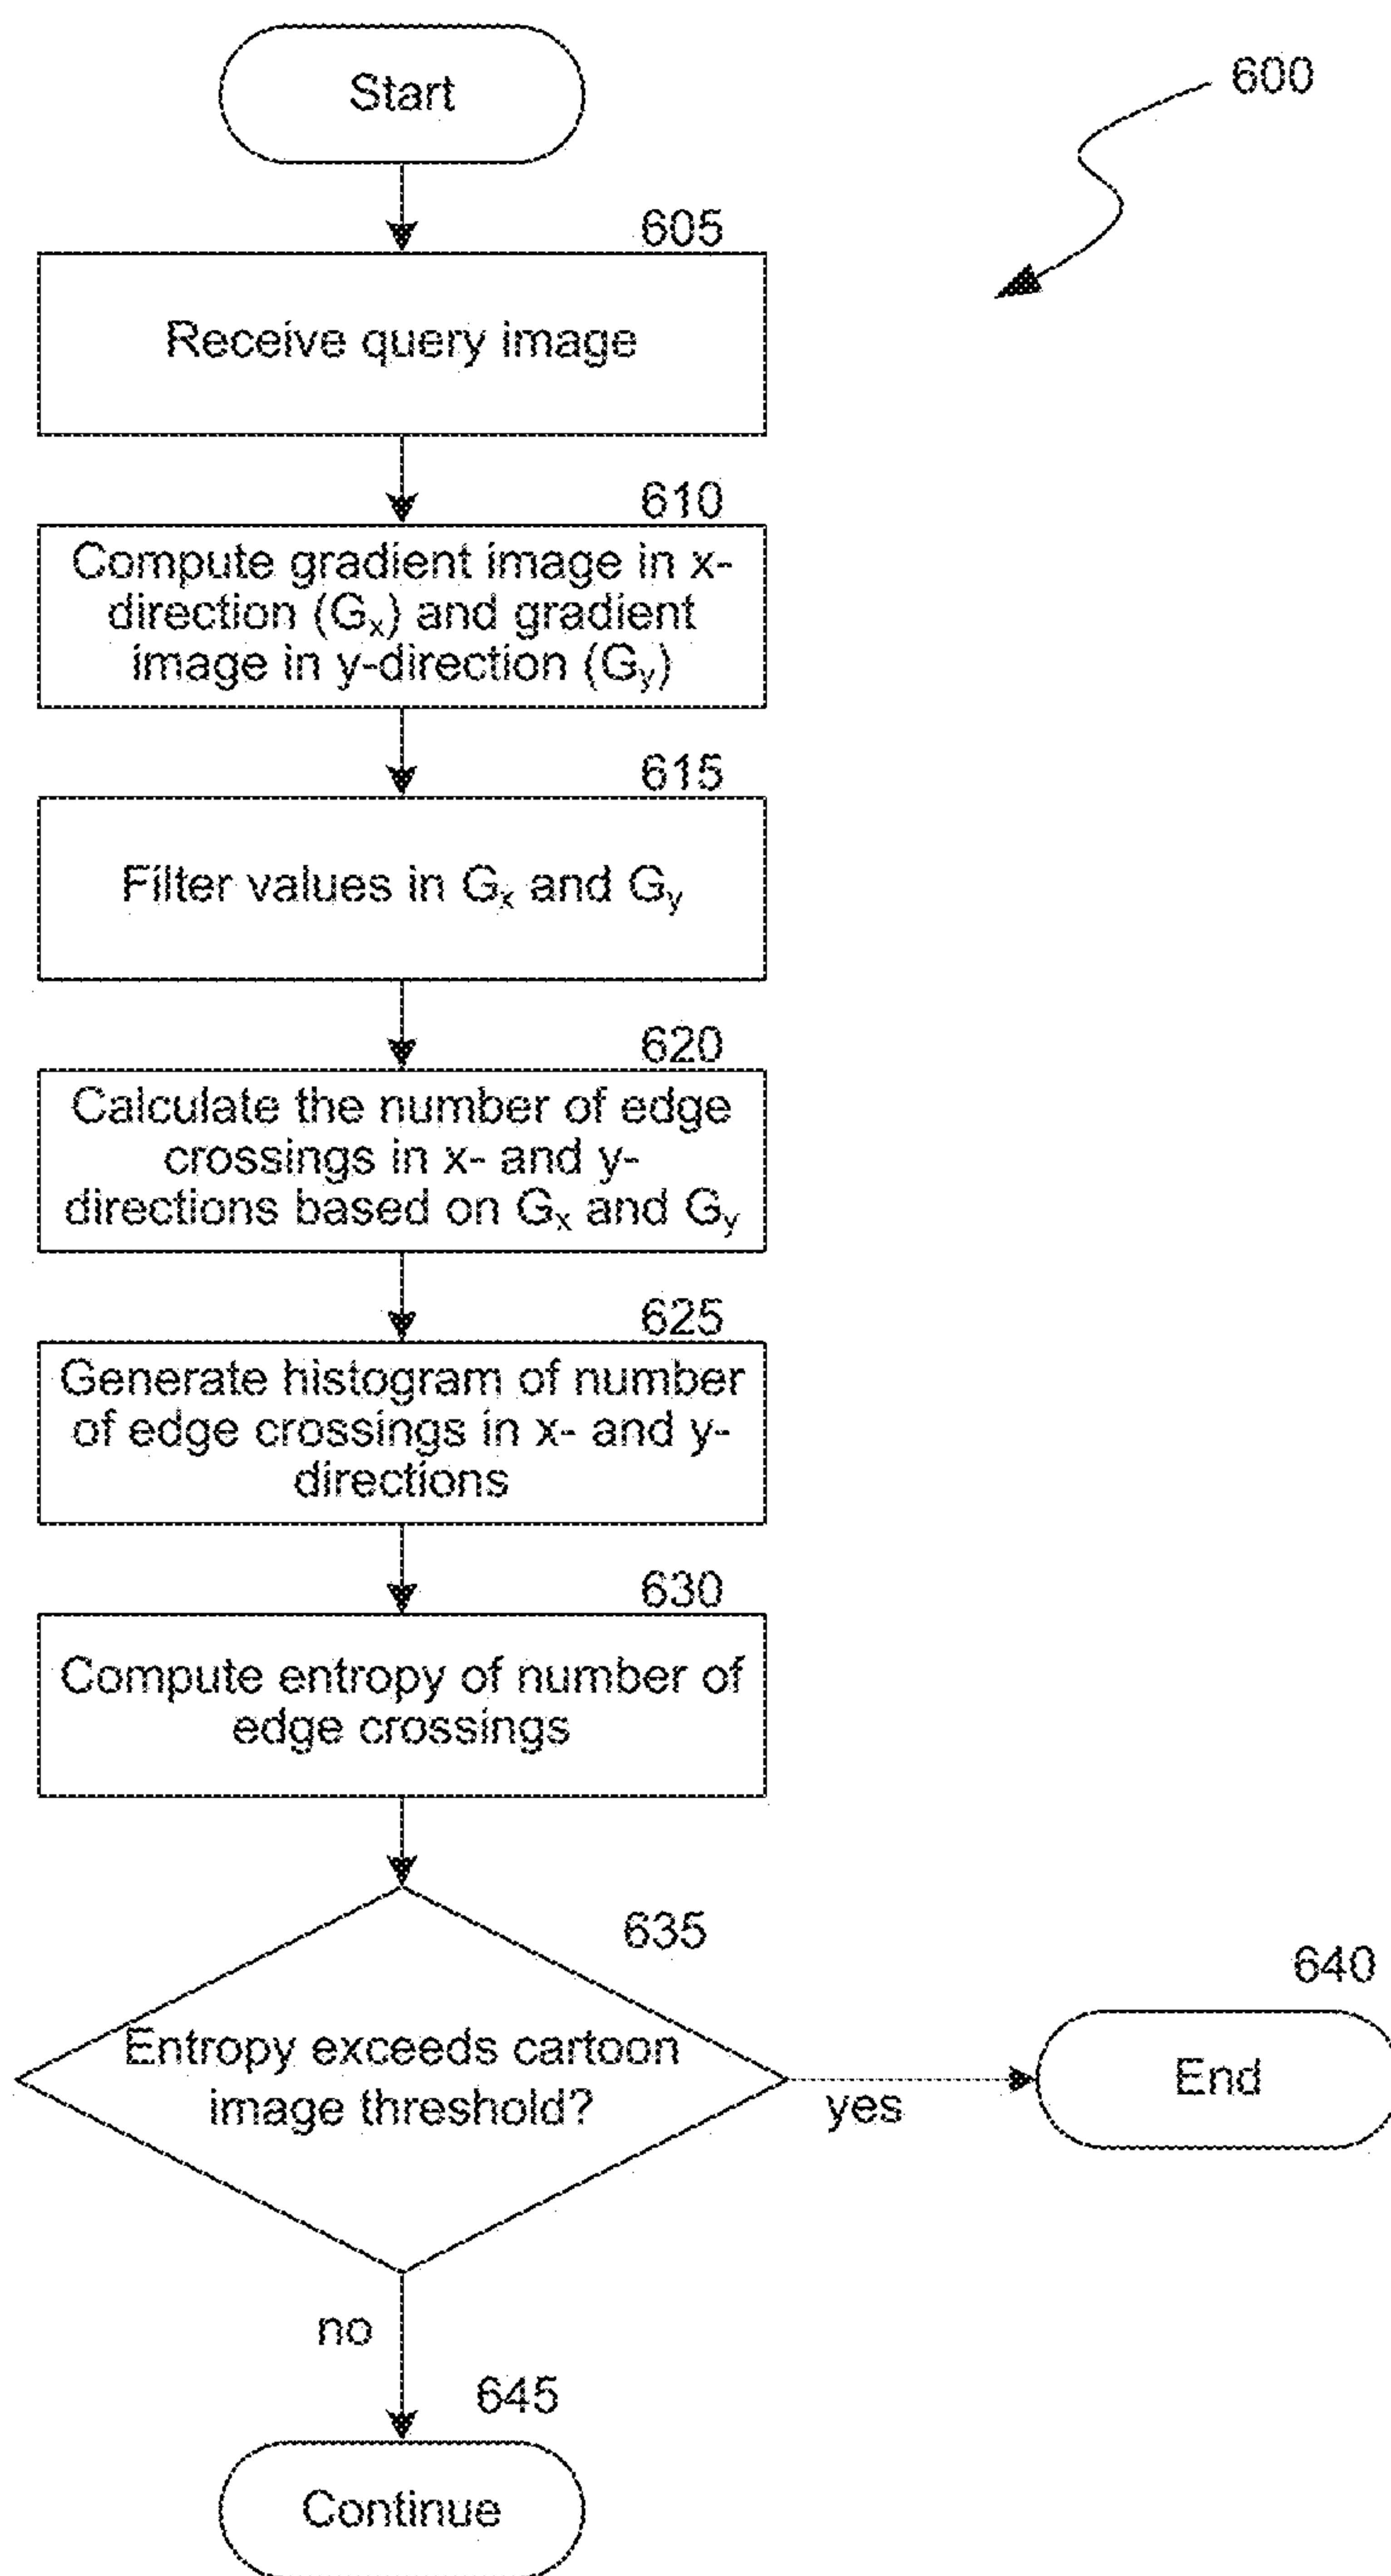 Start
600
605
Receive query image
610
Compute gradient image in x-
direction (Gx) and gradient
image in y-direction (Gy)
615
Filter values in Gx and Gy
620
Calculate the number of edge
crossings in x- and y-
directions based on Gx and Gy
625
Generate histogram of number
of edge crossings in x- and y-
directions
630
Compute entropy of number of
edge crossings
635
Entropy exceeds cartoon
image threshold?
yes
640
End
no
645
Continue